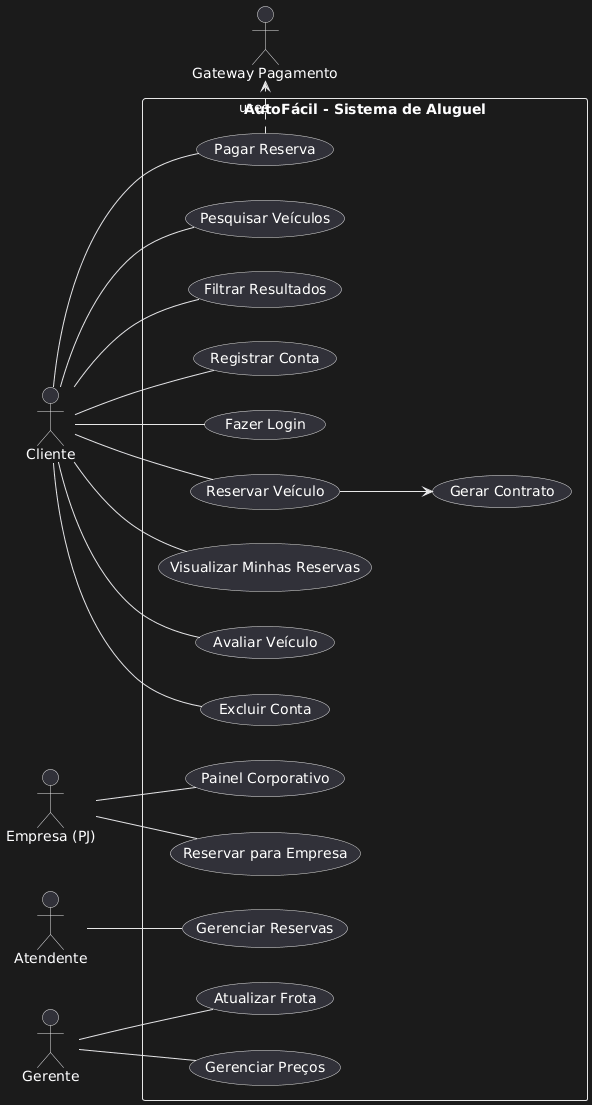 Gateway Pagamento
AutoFácil - Sistema de Aluguel
Pagar Reserva
Pesquisar Veículos
Filtrar Resultados
Registrar Conta
Fazer Login
Cliente
Reservar Veículo
Gerar Contrato
Visualizar Minhas Reservas
Avaliar Veículo
Excluir Conta
Painel Corporativo
Empresa (PJ)
Reservar para Empresa
Gerenciar Reservas
Atendente
Atualizar Frota
Gerenciar Preços
Gerente